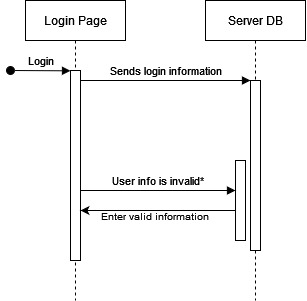 Login Page
Server DB
Login
Sends login information
User info is invalid*
Enter valid information